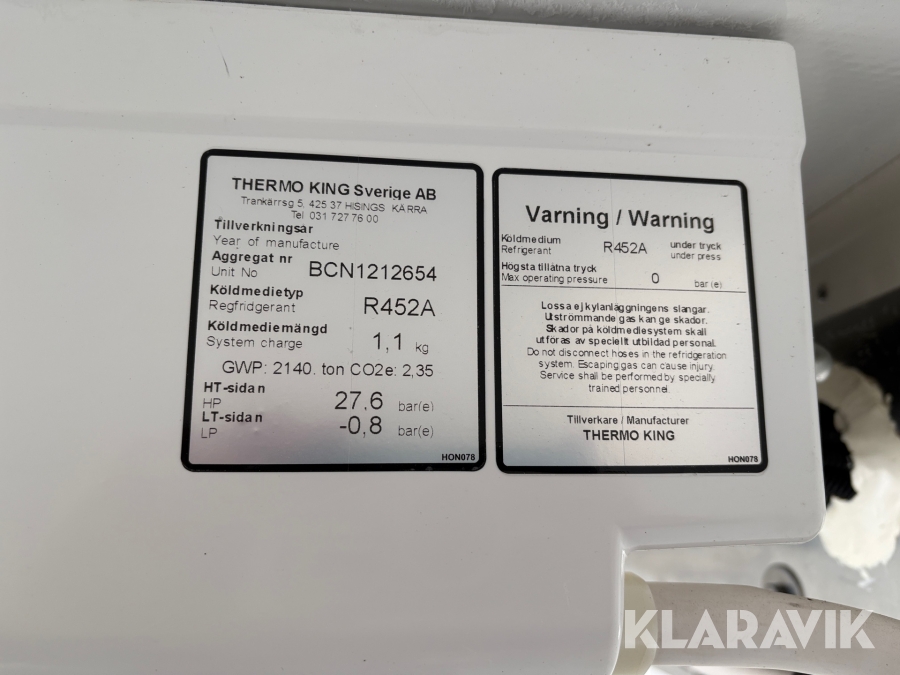 THERMO KING Sverige AB
Trankärrsg 5, 425 37 HISINGS KÄRRA
Tel 031 727 76 00
Tillverkningsår
Year of manufacture
Aggregat nr
Unit No
BCN1212654
Köldmedietyp
Regfridgerant
R452A
Köldmediemängd
System charge
1,1 kg
GWP: 2140. ton CO2e: 2,35
HT-sidan
HP
27,6 bar(e)
LT-sidan
LP
-0,8 bar(e)
HON078
Varning / Warning
Köldmedium
Refrigerant
R452A
under tryck
under press
Högsta tillåtna tryck
Max operating pressure
0 bar(e)
Lossa ej kylanläggningens slangar.
Utströmmande gas kan ge skador.
Skador på köldmediesystem skall
utföras av speciellt utbildad personal.
Do not disconnect hoses in the refridgeration
system. Escaping gas can cause injury.
Service shall be performed by specially
trained personnel.
Tillverkare / Manufacturer
THERMO KING
HON078
KLARAVIK